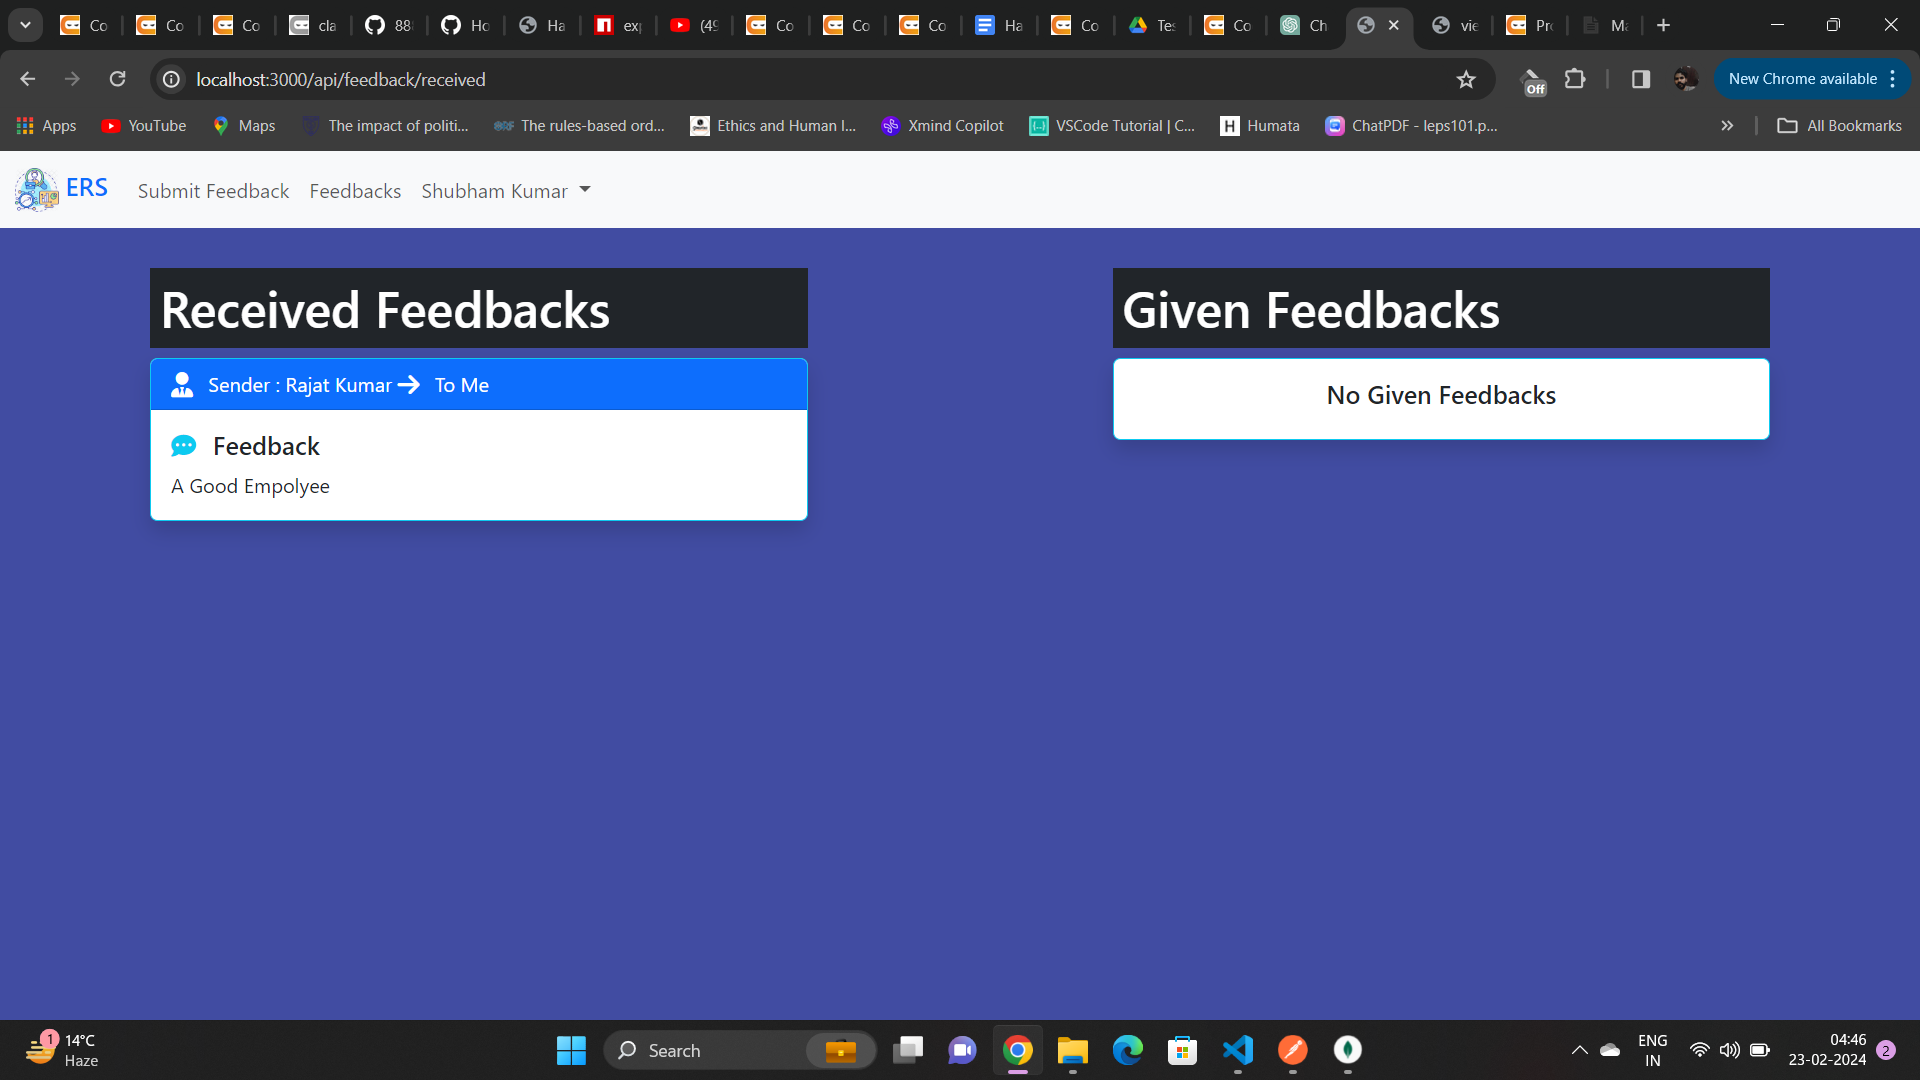 Co
Co
Co
cla
88
Ho
Ha
ex
(49
Co
Co
Co
Ha
Co
Tes
Co
Ch
vie
Pr
Ma
localhost:3000/api/feedback/received
Off
New Chrome available
Apps
YouTube
Maps
The impact of politi...
The rules-based ord...
Ethics and Human I...
Xmind Copilot
VSCode Tutorial | C...
Humata
ChatPDF - leps101.p...
All Bookmarks
ERS
Submit Feedback
Feedbacks
Shubham Kumar
Received Feedbacks
Sender : Rajat Kumar To Me
Feedback
A Good Empolyee
Given Feedbacks
No Given Feedbacks
1
14°C
Haze
Search
ENG
IN
04:46
23-02-2024
2